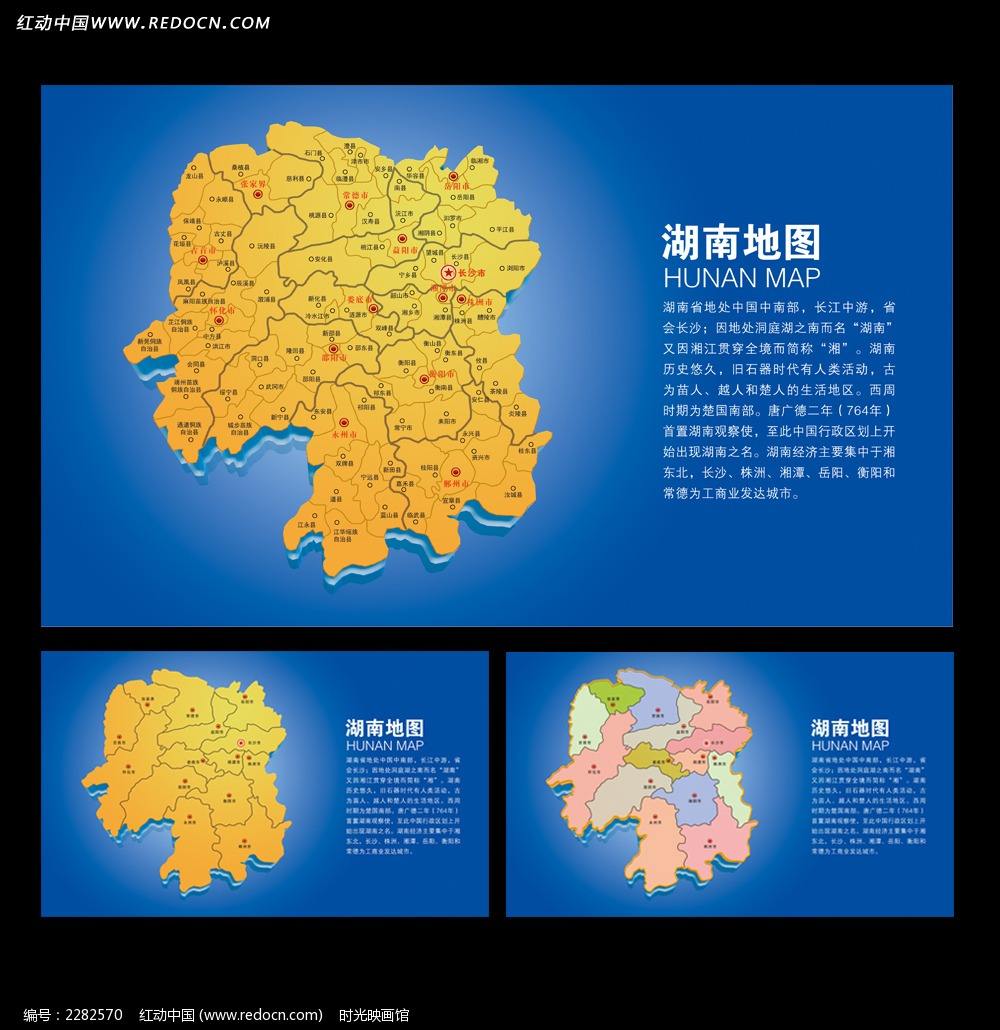 红动中国WWW.REDOCN.COM
湖南地图
HUNAN MAP
湖南省地处中国中南部，长江中游，省
会长沙；因地处洞庭湖之南而名“湖南”
又因湘江贯穿全境而简称“湘”。湖南
历史悠久，旧石器时代有人类活动，古
为苗人、越人和楚人的生活地区。西周
时期为楚国南部。唐广德二年（764年）
首置湖南观察使，至此中国行政区划上开
始出现湖南之名。湖南经济主要集中于湘
东北，长沙、株洲、湘潭、岳阳、衡阳和
常德为工商业发达城市。
石门县
澧县
津市市
临澧县
安乡县
华容县
南县
岳阳市
临湘市
岳阳县
龙山县
桑植县
张家界
慈利县
常德市
永顺县
桃源县
汉寿县
沅江市
汨罗市
平江县
保靖县
古丈县
花垣县
吉首市
沅陵县
桃江县
益阳市
湘阴县
望城县
长沙县
长沙市
浏阳市
泸溪县
安化县
宁乡县
凤凰县
辰溪县
麻阳苗族自治县
溆浦县
新化县
娄底市
韶山市
湘潭市
株洲市
怀化市
冷水江市
涟源市
湘乡市
湘潭县
株洲县
醴陵市
芷江侗族
自治县
新晃侗族
自治县
中方县
洪江市
新邵县
双峰县
隆回县
邵阳市
邵东县
衡山县
衡东县
攸县
会同县
洞口县
衡阳县
衡阳市
靖州苗族
侗族自治县
绥宁县
武冈市
邵阳县
祁东县
衡南县
安仁县
茶陵县
新宁县
东安县
祁阳县
炎陵县
通道侗族
自治县
城步苗族
自治县
永州市
常宁市
耒阳市
永兴县
桂东县
双牌县
新田县
桂阳县
资兴市
郴州市
宁远县
嘉禾县
道县
宜章县
汝城县
江永县
江华瑶族
自治县
蓝山县
临武县
湖南地图
HUNAN MAP
湖南省地处中国中南部，长江中游，省
会长沙；因地处洞庭湖之南而名“湖南”
又因湘江贯穿全境而简称“湘”。湖南
历史悠久，旧石器时代有人类活动，古
为苗人、越人和楚人的生活地区。西周
时期为楚国南部。唐广德二年（764年）
首置湖南观察使，至此中国行政区划上开
始出现湖南之名。湖南经济主要集中于湘
东北，长沙、株洲、湘潭、岳阳、衡阳和
常德为工商业发达城市。
湖南地图
HUNAN MAP
湖南省地处中国中南部，长江中游，省
会长沙；因地处洞庭湖之南而名“湖南”
又因湘江贯穿全境而简称“湘”。湖南
历史悠久，旧石器时代有人类活动，古
为苗人、越人和楚人的生活地区。西周
时期为楚国南部。唐广德二年（764年）
首置湖南观察使，至此中国行政区划上开
始出现湖南之名。湖南经济主要集中于湘
东北，长沙、株洲、湘潭、岳阳、衡阳和
常德为工商业发达城市。
编号：2282570 红动中国 (www.redocn.com) 时光映画馆